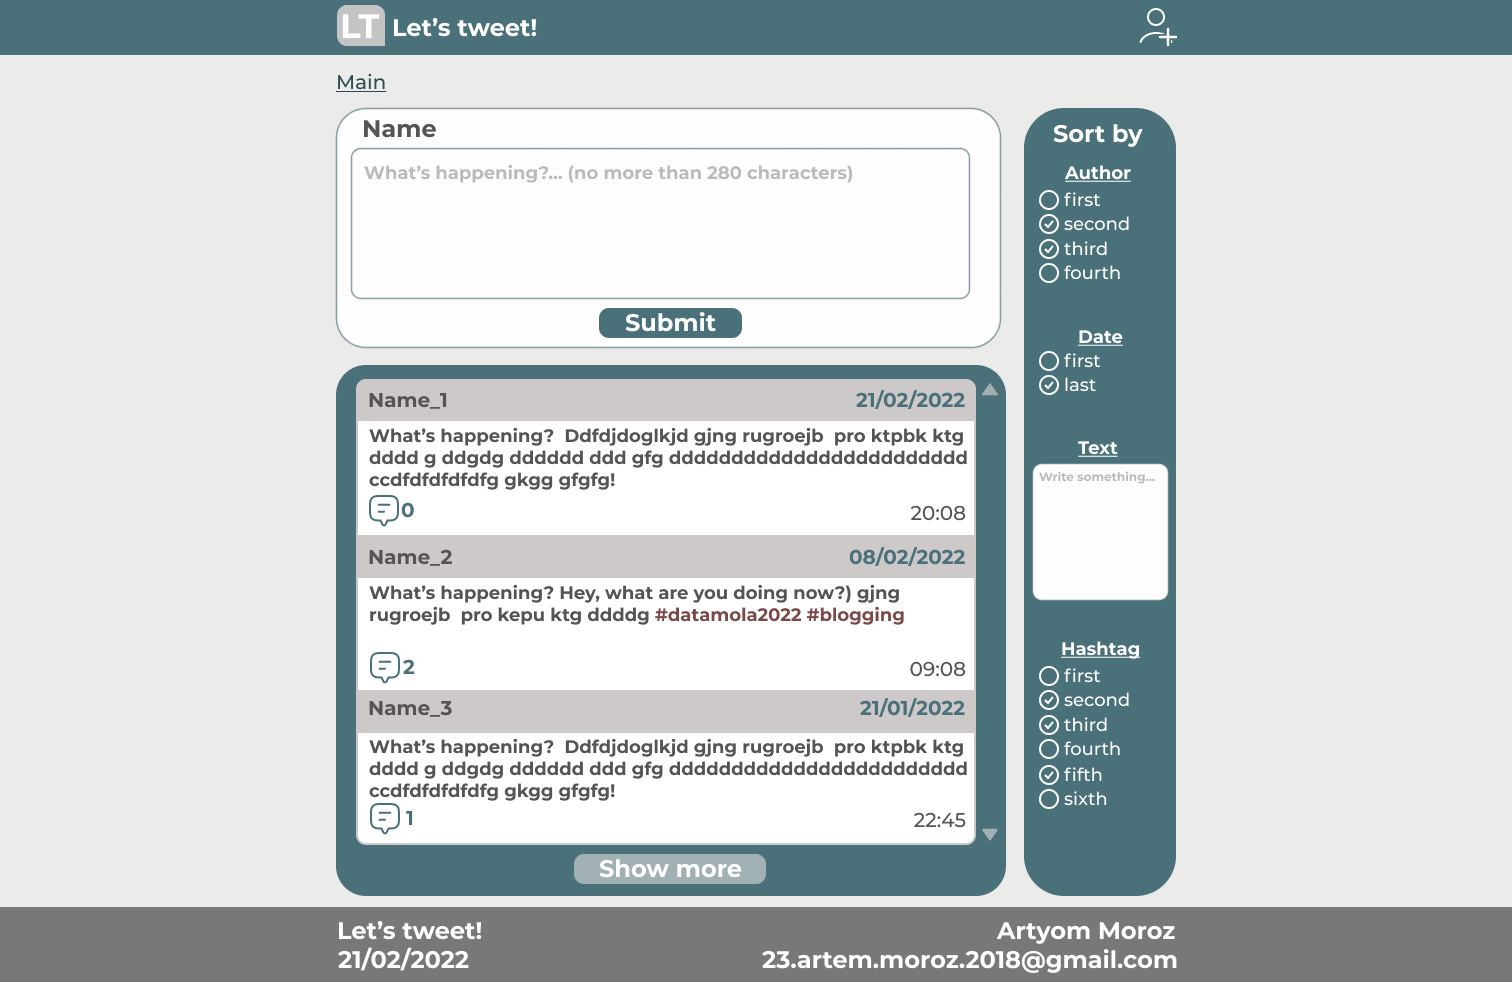 LT Let's tweet!
Main
Name
What's happening?... (no more than 280 characters)
Submit
Name_1 21/02/2022
What's happening?  Ddfdjdoglkjd gjng rugroejb  pro ktpbk ktg
dddd g ddgdg dddddd ddd gfg dddddddddddddddddddddddd
ccdfdfdfdfdfg gkgg gfgfg!
0 20:08
Name_2 08/02/2022
What's happening? Hey, what are you doing now?) gjng
rugroejb  pro kepu ktg ddddg #datamola2022 #blogging
2 09:08
Name_3 21/01/2022
What's happening?  Ddfdjdoglkjd gjng rugroejb  pro ktpbk ktg
dddd g ddgdg dddddd ddd gfg dddddddddddddddddddddddd
ccdfdfdfdfdfg gkgg gfgfg!
1 22:45
Show more
Sort by
Author
first
second
third
fourth
Date
first
last
Text
Write something...
Hashtag
first
second
third
fourth
fifth
sixth
Let's tweet!
21/02/2022
Artyom Moroz
23.artem.moroz.2018@gmail.com